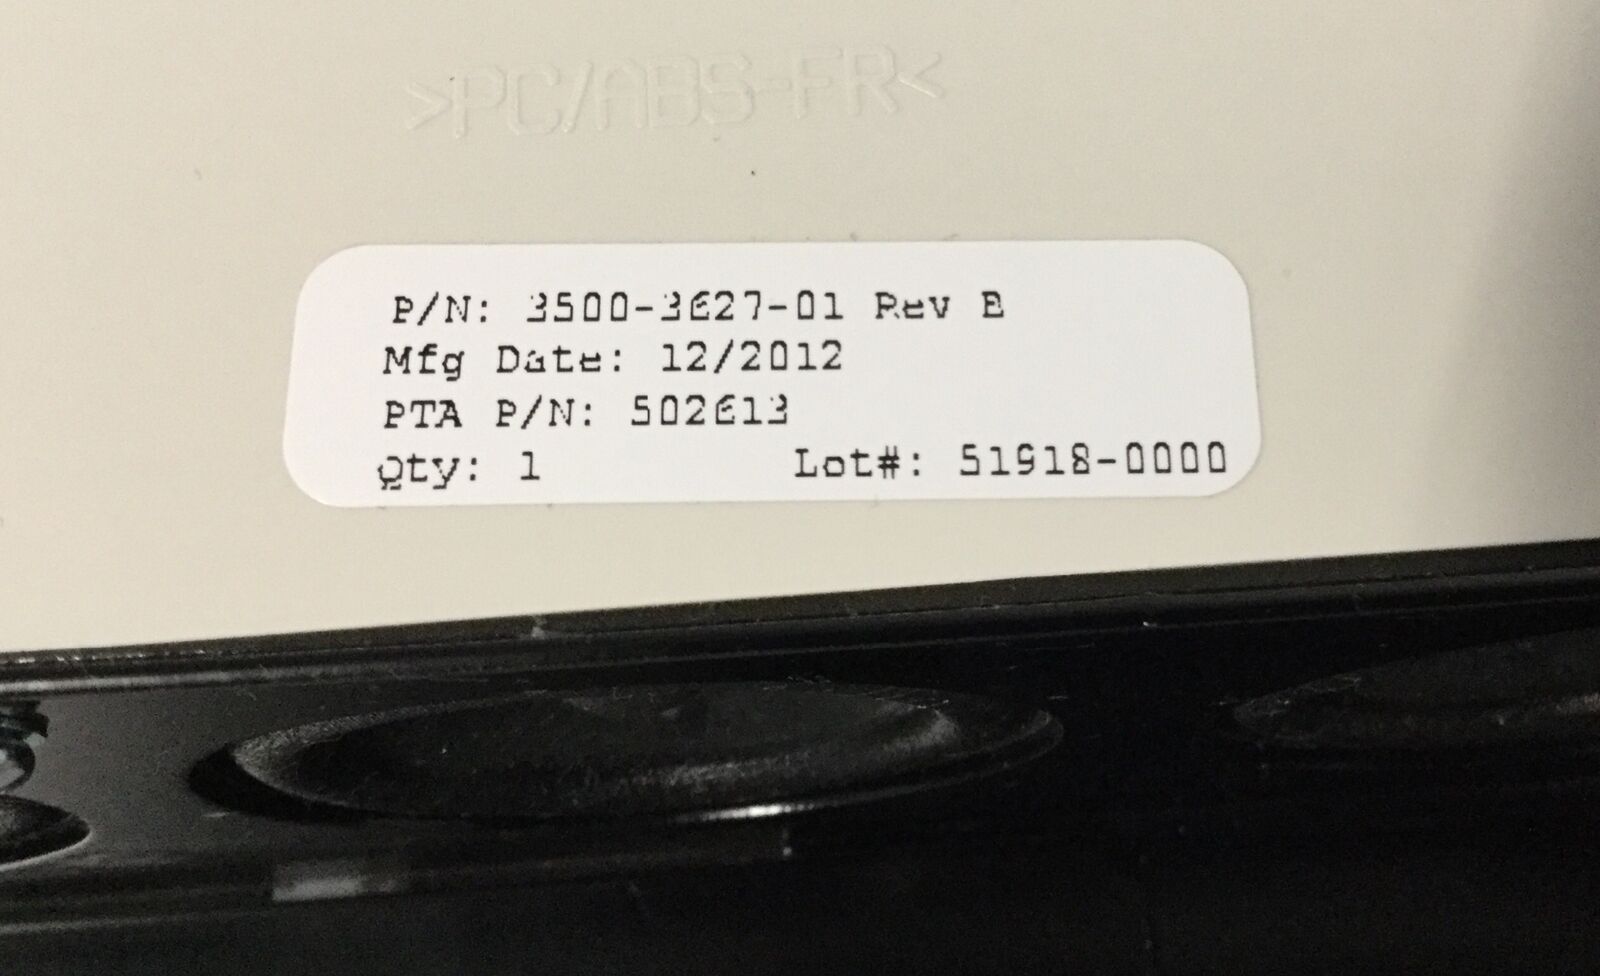 >PC/ABS-FR<
P/N: 3500-3627-01 Rev B
Mfg Date: 12/2012
PTA P/N: 502613
Qty: 1 Lot#: 51918-0000